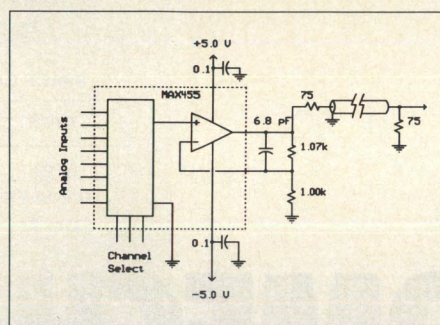 +5.0 V
0.1
MAX455
75
6.8 pF
75
1.07k
1.00k
Analog Inputs
Channel
Select
0.1
-5.0 V
+
-